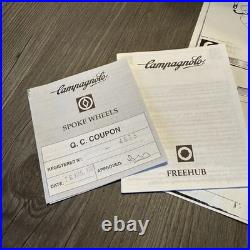 Campagnolo
SPOKE WHEELS
Q. C. COUPON
REGISTERED N°
DATE
APPROVED
Campagnolo
FREEHUB